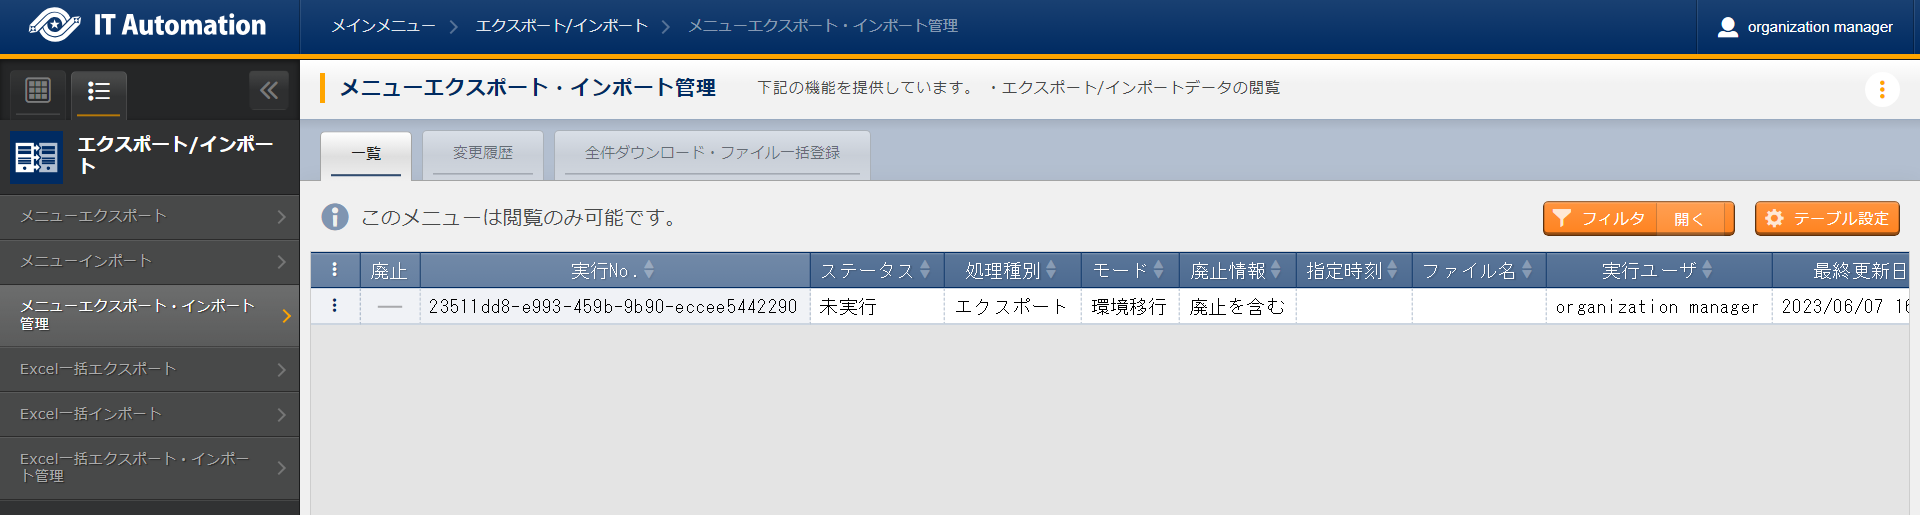 IT Automation
メインメニュー
エクスポート/インポート
メニューエクスポート・インポート管理
organization manager
エクスポート/インポー
ト
メニューエクスポート
メニューインポート
メニューエクスポート・インポート
管理
Excel一括エクスポート
Excel一括インポート
Excel一括エクスポート・インポー
ト管理
メニューエクスポート・インポート管理
下記の機能を提供しています。 ・エクスポート/インポートデータの閲覧
一覧
変更履歴
全件ダウンロード・ファイル一括登録
このメニューは閲覧のみ可能です。
フィルタ 開く
テーブル設定
廃止 実行No. ステータス 処理種別 モード 廃止情報 指定時刻 ファイル名 実行ユーザ 最終更新日
— 23511dd8-e993-459b-9b90-eccee5442290 未実行 エクスポート 環境移行 廃止を含む organization manager 2023/06/07 16